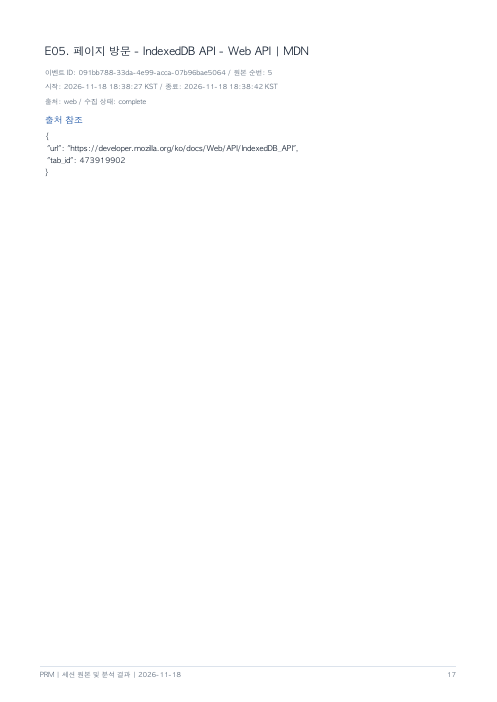 E05. 페이지 방문 - IndexedDB API - Web API | MDN
이벤트 ID: 091bb788-33da-4e99-acca-07b96bae5064 / 원본 순번: 5
시작: 2026-11-18 18:38:27 KST / 종료: 2026-11-18 18:38:42 KST
출처: web / 수집 상태: complete
출처 참조
{
"url": "https://developer.mozilla.org/ko/docs/Web/API/IndexedDB_API",
"tab_id": 473919902
}
PRM | 세션 원본 및 분석 결과 | 2026-11-18
17